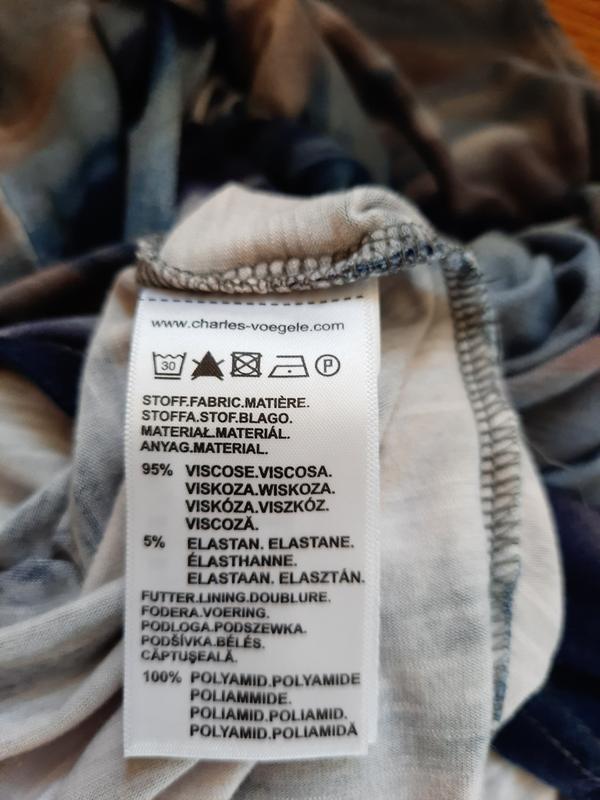 www.charles-voegele.com
30 P
STOFF.FABRIC.MATIÈRE.
STOFFA.STOF.BLAGO.
MATERIAŁ.MATERIÁL.
ANYAG.MATERIAL.
95% VISCOSE.VISCOSA.
VISKOZA.WISKOZA.
VISKÓZA.VISZKÓZ.
VISCOZĂ.
5% ELASTAN. ELASTANE.
ÉLASTHANNE.
ELASTAAN. ELASZTÁN.
FUTTER.LINING.DOUBLURE.
FODERA.VOERING.
PODLOGA.PODSZEWKA.
PODŠÍVKA.BÉLÉS.
CĂPTUŞEALĂ.
100% POLYAMID.POLYAMIDE
POLIAMMIDE.
POLIAMID.POLIAMID.
POLYAMID.POLIAMIDĂ